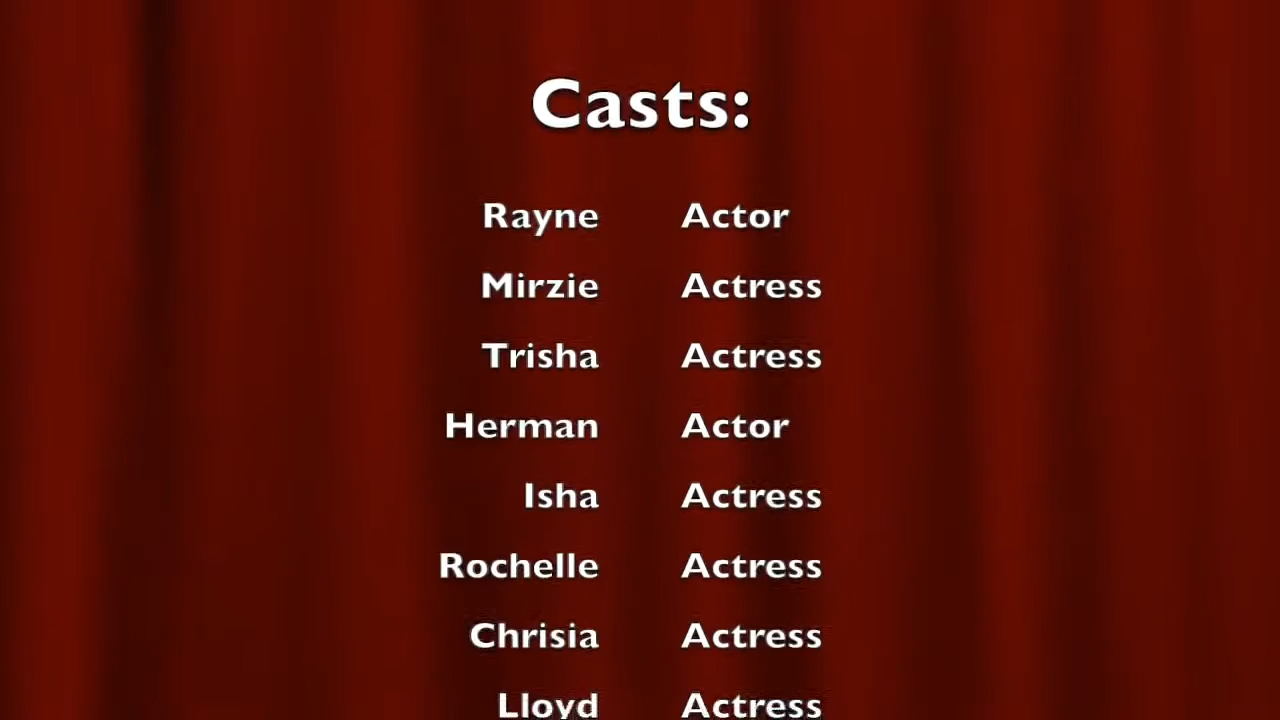 Casts:
Rayne Actor
Mirzie Actress
Trisha Actress
Herman Actor
Isha Actress
Rochelle Actress
Chrisia Actress
Lloyd Actress